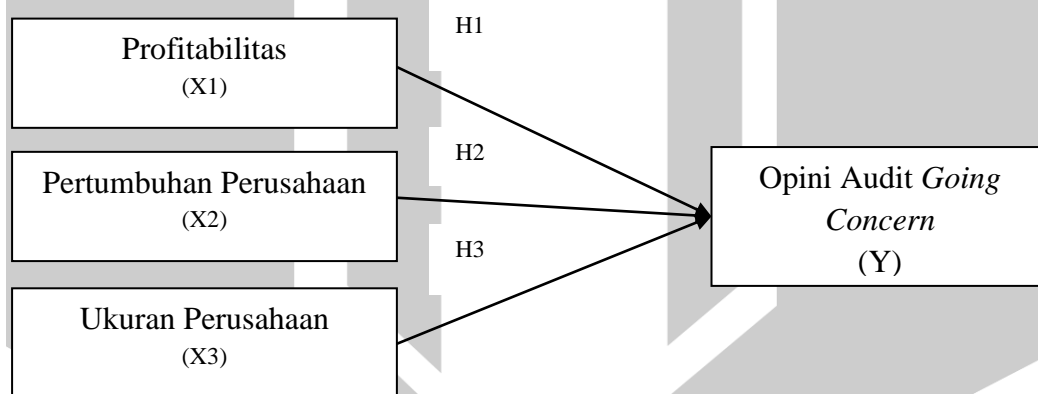 H1
Profitabilitas
(X1)
H2
Pertumbuhan Perusahaan
(X2)
Opini Audit Going
Concern
(Y)
H3
Ukuran Perusahaan
(X3)